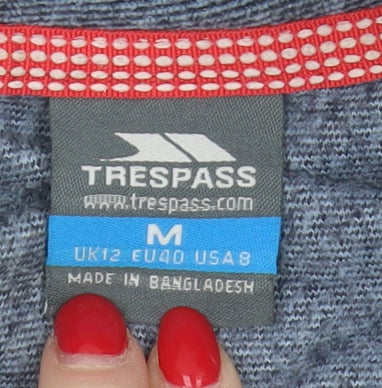 TRESPASS
www.trespass.com
M
UK12 EU40 USA8
MADE IN BANGLADESH